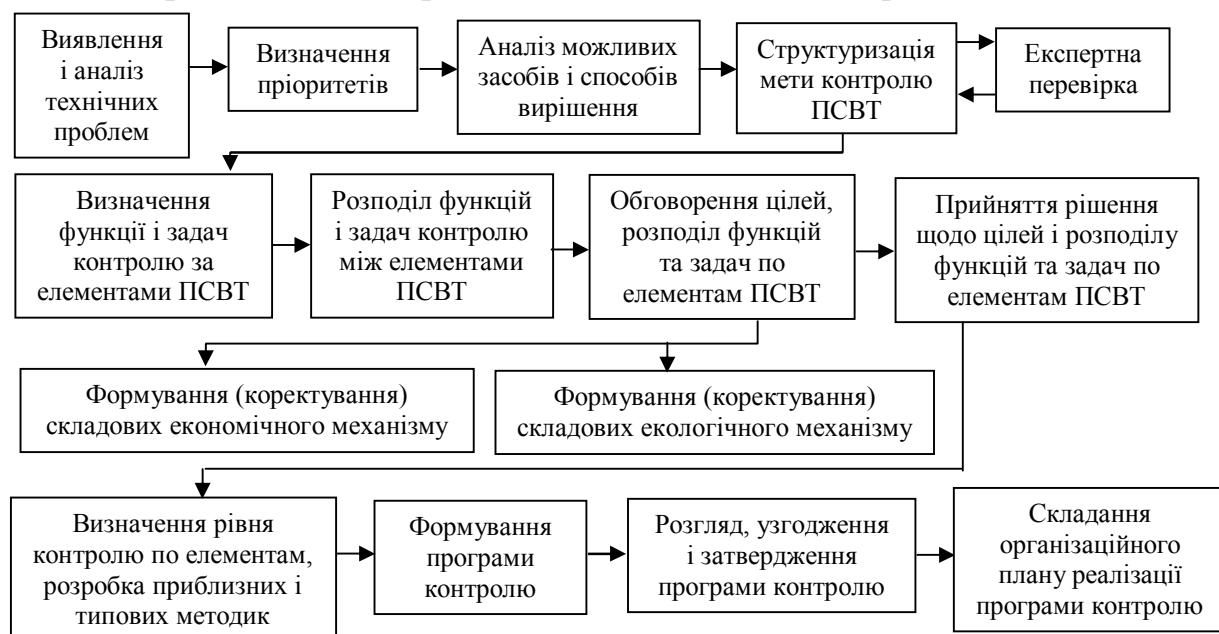 Виявлення
і аналіз
технічних
проблем
Визначення
пріоритетів
Аналіз можливих
засобів і способів
вирішення
Структуризація
мети контролю
ПСВТ
Експертна
перевірка
Визначення
функції і задач
контролю за
елементами ПСВТ
Розподіл функцій
і задач контролю
між елементами
ПСВТ
Обговорення цілей,
розподіл функцій
та задач по
елементам ПСВТ
Прийняття рішення
щодо цілей і розподілу
функцій та задач по
елементам ПСВТ
Формування (коректування)
складових економічного механізму
Формування (коректування)
складових екологічного механізму
Визначення рівня
контролю по елементам,
розробка приблизних і
типових методик
Формування
програми
контролю
Розгляд, узгодження
і затвердження
програми контролю
Складання
організаційного
плану реалізації
програми контролю